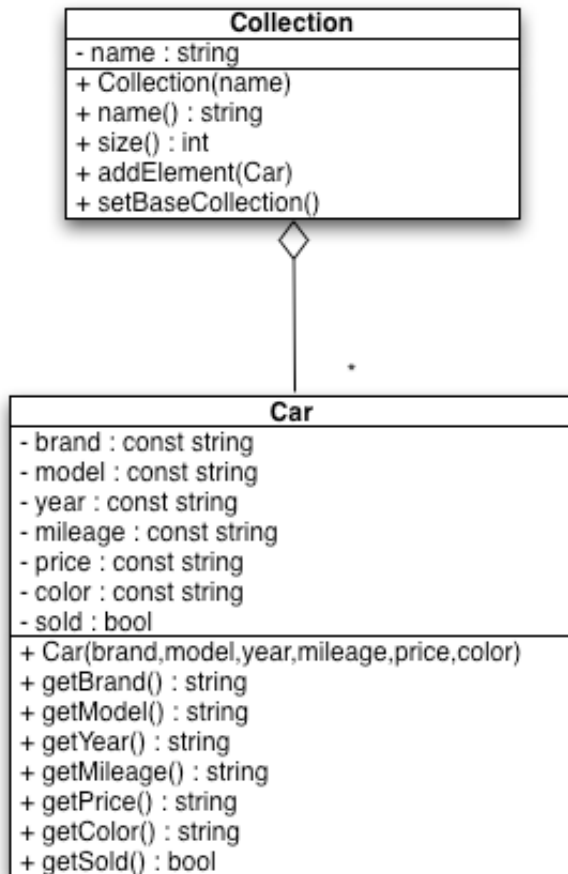 Collection
- name : string
+ Collection(name)
+ name() : string
+ size() : int
+ addElement(Car)
+ setBaseCollection()
*
Car
- brand : const string
- model : const string
- year : const string
- mileage : const string
- price : const string
- color : const string
- sold : bool
+ Car(brand,model,year,mileage,price,color)
+ getBrand() : string
+ getModel() : string
+ getYear() : string
+ getMileage() : string
+ getPrice() : string
+ getColor() : string
+ getSold() : bool